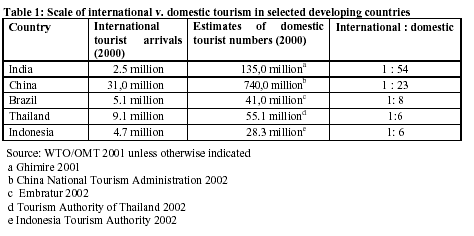 Table 1: Scale of international v. domestic tourism in selected developing countries
Country International Estimates of domestic International : domestic
tourist arrivals tourist numbers (2000)
(2000)
India 2.5 million 135,0 million a 1 : 54
China 31,0 million 740,0 million b 1 : 23
Brazil 5.1 million 41,0 million c 1: 8
Thailand 9.1 million 55.1 million d 1:6
Indonesia 4.7 million 28.3 million e 1: 6
Source: WTO/OMT 2001 unless otherwise indicated
a Ghimire 2001
b China National Tourism Administration 2002
c Embratur 2002
d Tourism Authority of Thailand 2002
e Indonesia Tourism Authority 2002